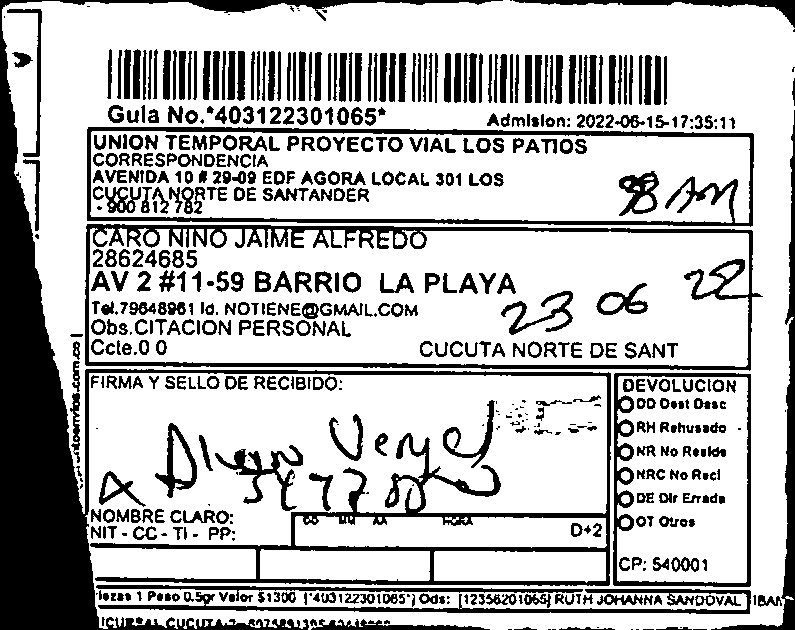 Guia No.*403122301065*
Admision: 2022-06-15-17:35:11
UNION TEMPORAL PROYECTO VIAL LOS PATIOS
CORRESPONDENCIA
AVENIDA 10 # 29-09 EDF AGORA LOCAL 301 LOS
CUCUTA NORTE DE SANTANDER
- 900 812 782
8 AM
CARO NINO JAIME ALFREDO
28624685
AV 2 #11-59 BARRIO LA PLAYA
Tel.79648961 Id. NOTIENE@GMAIL.COM
23 06 22
Obs.CITACION PERSONAL
Ccte.0 0
CUCUTA NORTE DE SANT
FIRMA Y SELLO DE RECIBIDO:
DEVOLUCION
DD Dest Desc
RH Rehusado
NR No Reside
NRC No Recl
DE Dir Errada
OT Otros
CP: 540001
NOMBRE CLARO:
NIT - CC - TI - PP:
DD MM AA HORA
D+2
iezas 1 Peso 0.5gr Valor $1300 [*403122301065*] Ods: [12356201065] RUTH JOHANNA SANDOVAL